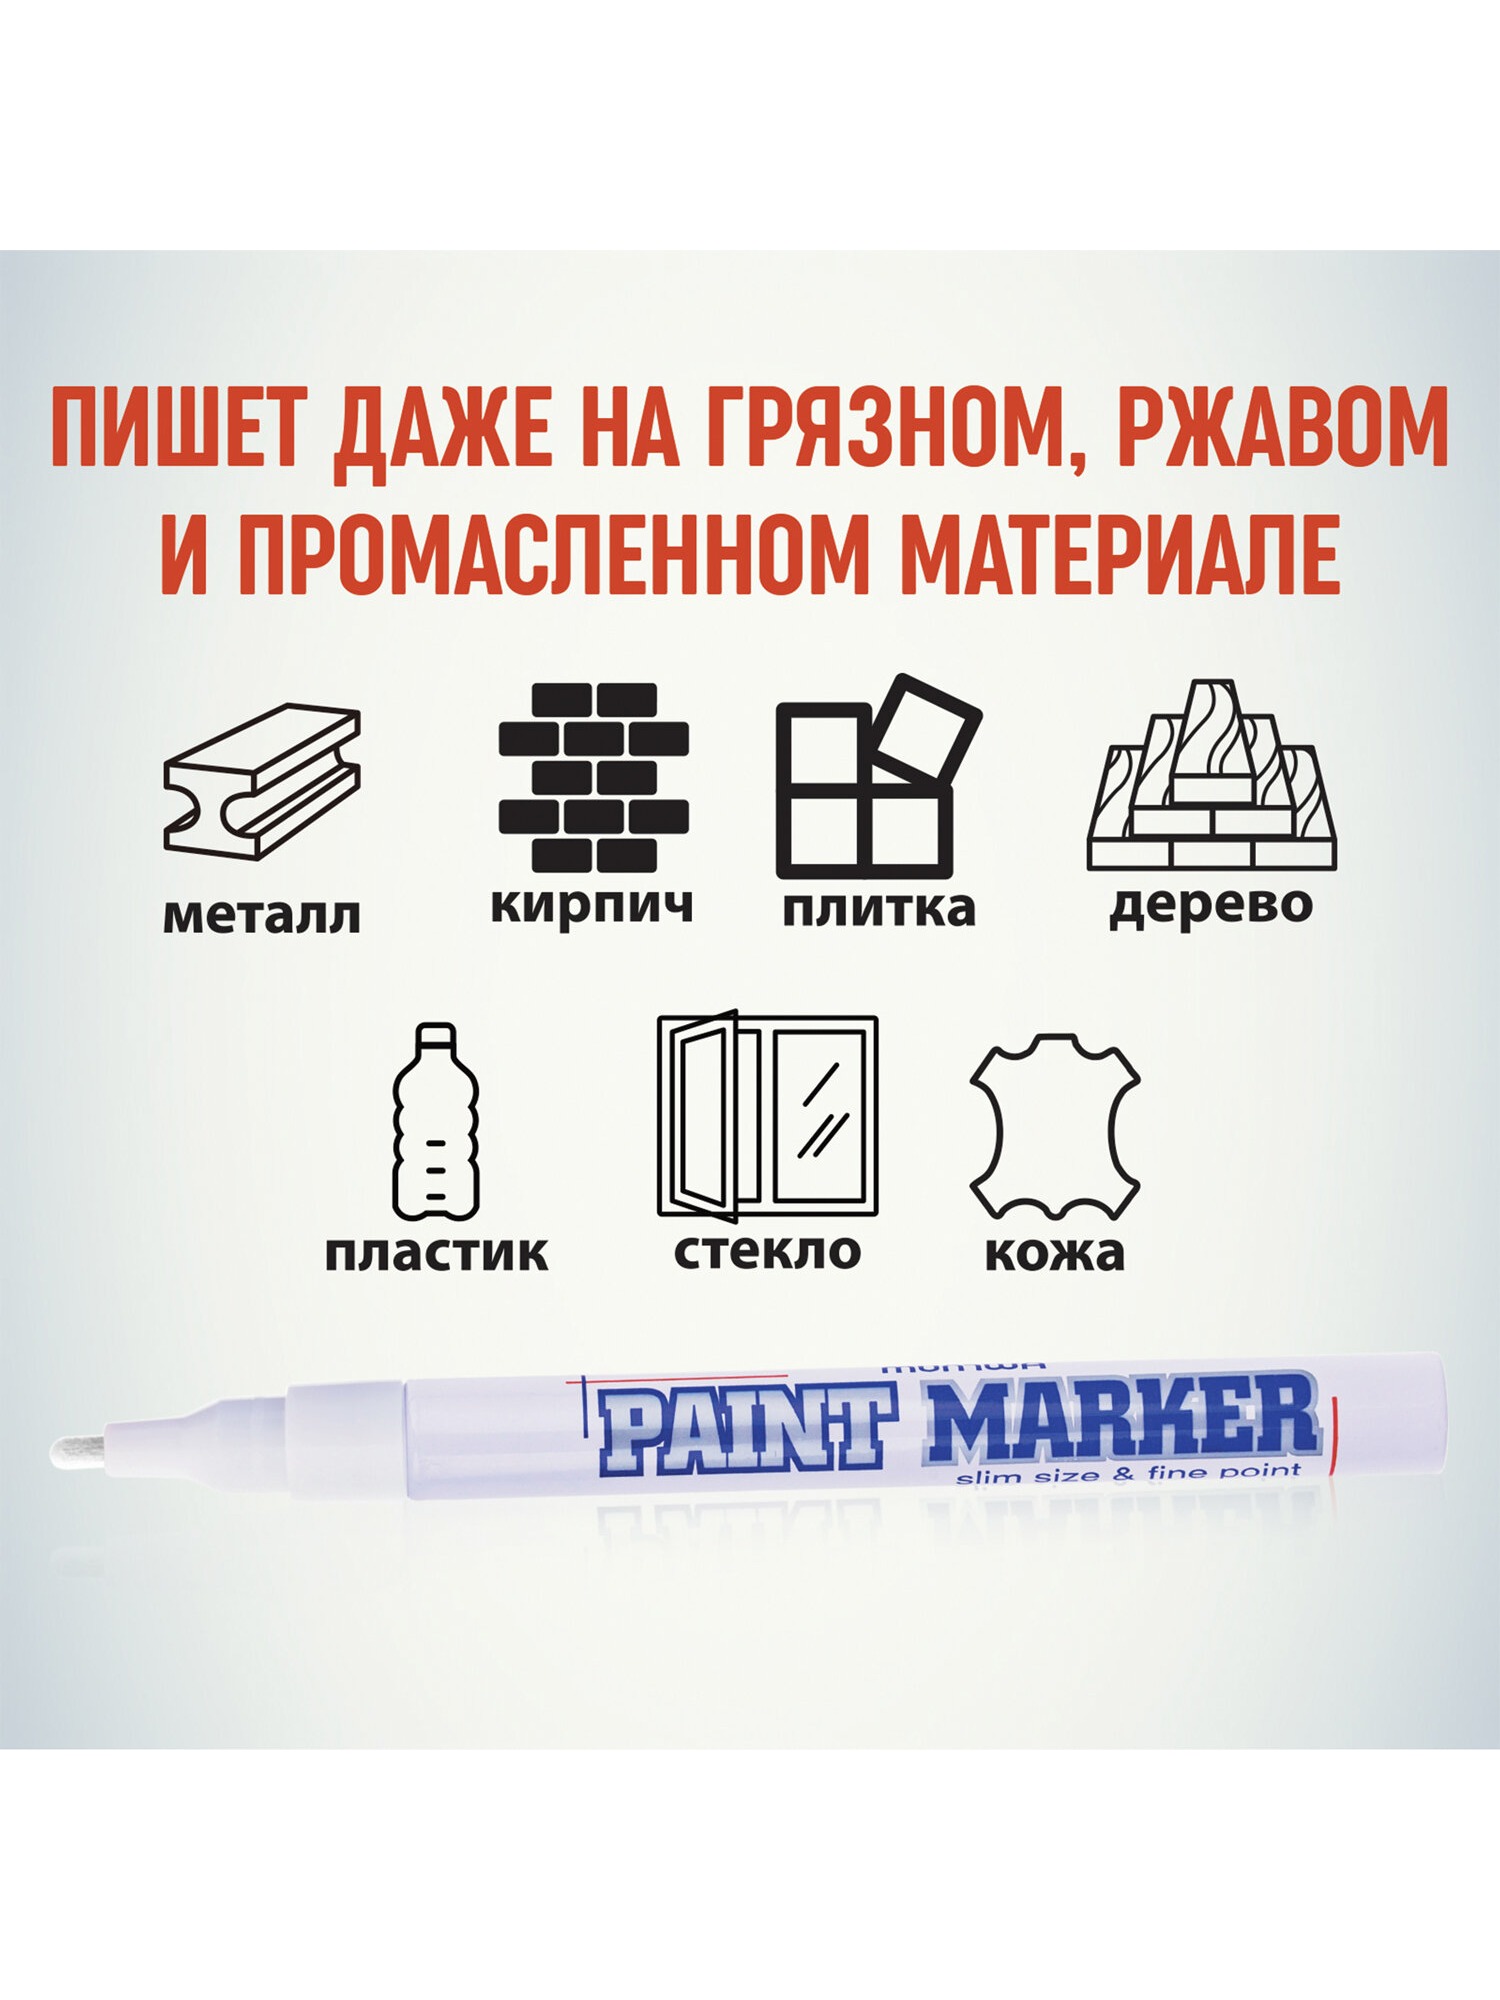 ПИШЕТ ДАЖЕ НА ГРЯЗНОМ, РЖАВОМ
И ПРОМАСЛЕННОМ МАТЕРИАЛЕ
металл кирпич плитка дерево
пластик стекло кожа
PAINT MARKER
slim size & fine point